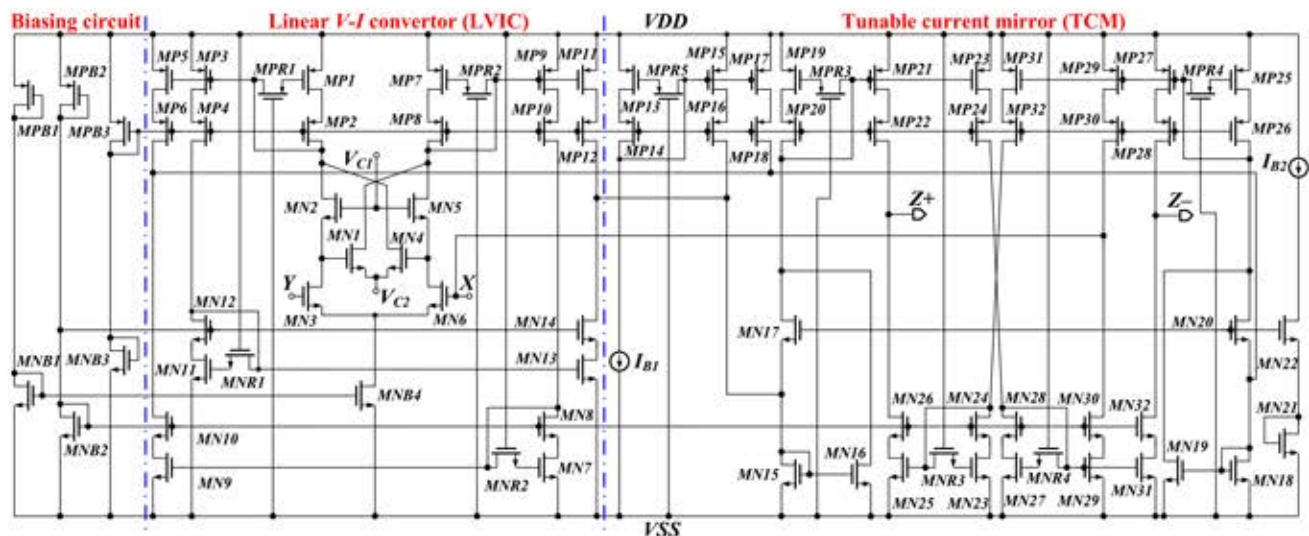 Biasing circuit
Linear V-I convertor (LVIC)
VDD
Tunable current mirror (TCM)
MPB2
MPB1
MPB3
MP5
MP3
MP6
MP4
MPR1
MP1
MP2
MP7
MPR2
MP8
MP9
MP11
MP10
MP12
MPR5
MP13
MP14
MP15
MP17
MP16
MP18
MP19
MPR3
MP20
MP21
MP22
MP23
MP24
MP31
MP32
MP27
MP29
MP30
MP28
MPR4
MP25
MP26
VC1
IB2
MN2
MN5
Z+
Z−
MN1
MN4
Y
X
VC2
MN3
MN6
MN12
MN14
MN17
MN20
MN22
MNB1
MNB3
MN11
MNR1
MN13
IB1
MNB4
MNB2
MN10
MN8
MN26
MN24
MN28
MN30
MN32
MN21
MN9
MNR2
MN7
MN15
MN16
MN25
MNR3
MN23
MN27
MNR4
MN29
MN31
MN19
MN18
VSS